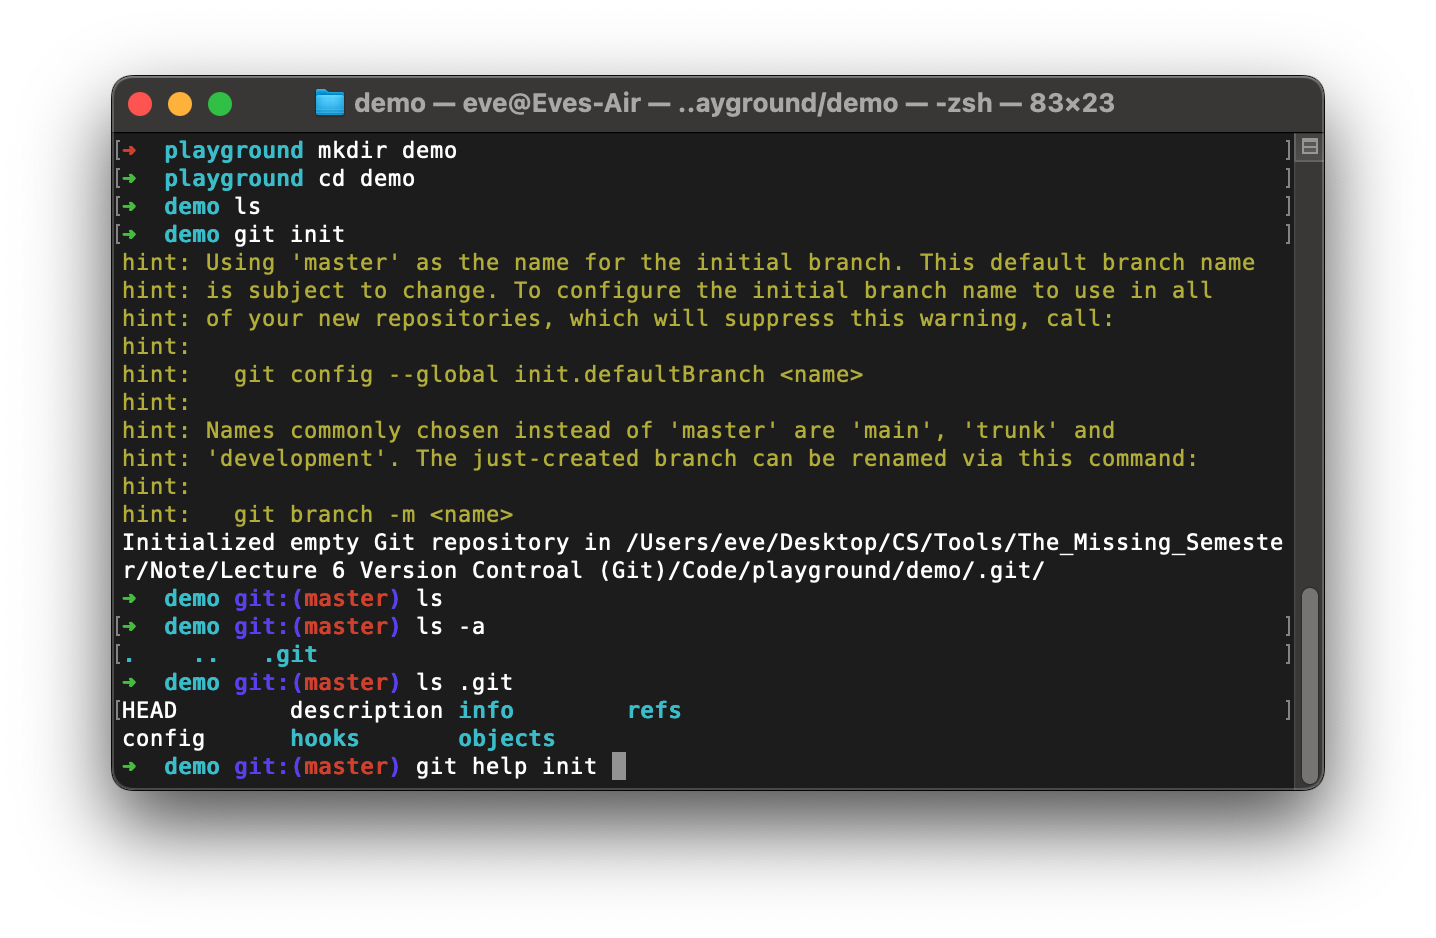 demo — eve@Eves-Air — ..ayground/demo — -zsh — 83×23
[➜  playground mkdir demo ]
[➜  playground cd demo ]
[➜  demo ls ]
[➜  demo git init ]
hint: Using 'master' as the name for the initial branch. This default branch name
hint: is subject to change. To configure the initial branch name to use in all
hint: of your new repositories, which will suppress this warning, call:
hint:
hint:   git config --global init.defaultBranch <name>
hint:
hint: Names commonly chosen instead of 'master' are 'main', 'trunk' and
hint: 'development'. The just-created branch can be renamed via this command:
hint:
hint:   git branch -m <name>
Initialized empty Git repository in /Users/eve/Desktop/CS/Tools/The_Missing_Semeste
r/Note/Lecture 6 Version Controal (Git)/Code/playground/demo/.git/
➜  demo git:(master) ls
[➜  demo git:(master) ls -a ]
[.    ..   .git ]
➜  demo git:(master) ls .git
[HEAD        description info        refs ]
config      hooks       objects
➜  demo git:(master) git help init